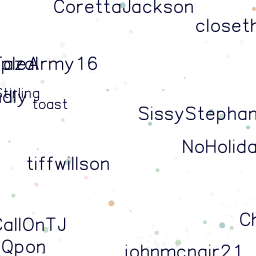 CorettaJackson
closeth
Army16
Stirling
toast
SissyStephan
NoHolida
tiffwillson
CallOnTJ
Ch
Qpon
johnmcnair21